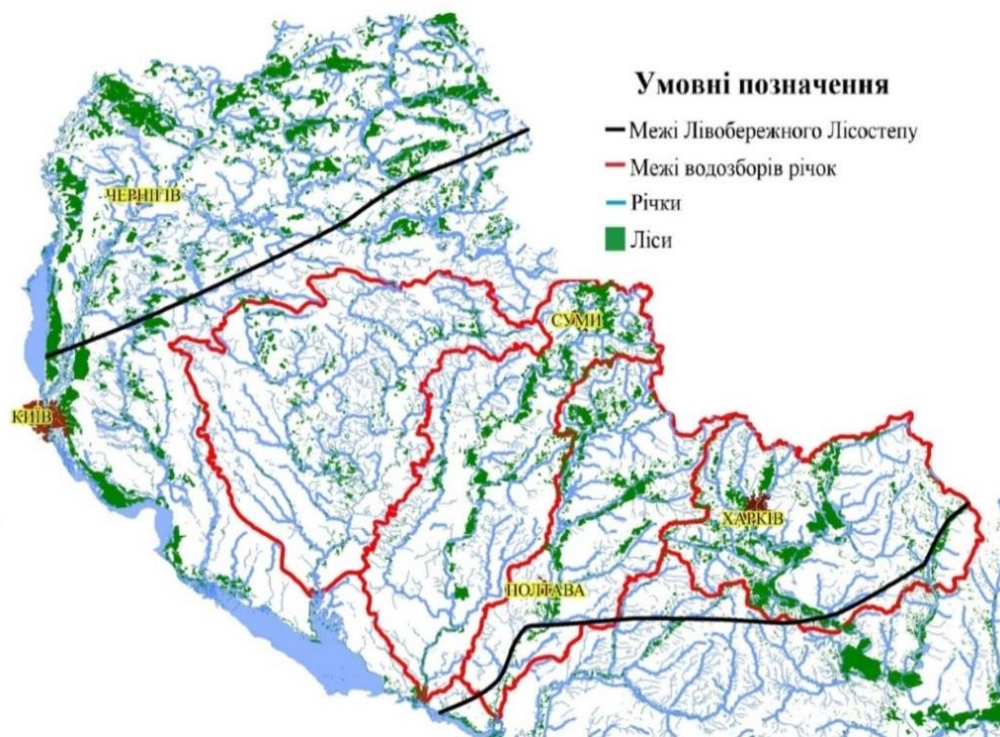 Умовні позначення
Межі Лівобережного Лісостепу
Межі водозборів річок
Річки
Ліси
ЧЕРНІГІВ
СУМИ
КИЇВ
ХАРКІВ
ПОЛТАВА